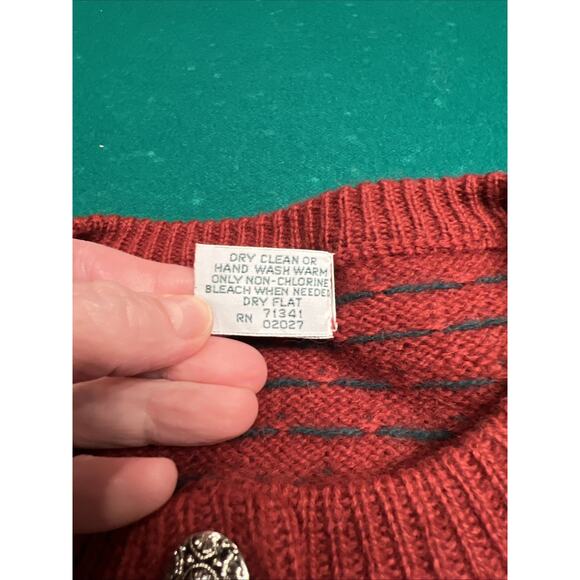 DRY CLEAN OR
HAND WASH WARM
ONLY NON-CHLORINE
BLEACH WHEN NEEDED
DRY FLAT
RN 71341
02027